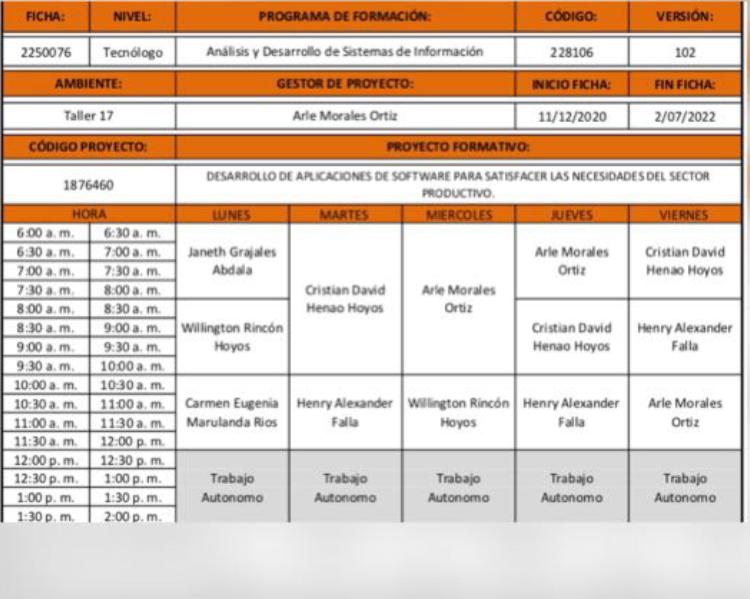 FICHA: NIVEL: PROGRAMA DE FORMACIÓN: CÓDIGO: VERSIÓN:
2250076 Tecnólogo Análisis y Desarrollo de Sistemas de Información 228106 102
AMBIENTE: GESTOR DE PROYECTO: INICIO FICHA: FIN FICHA:
Taller 17 Arle Morales Ortiz 11/12/2020 2/07/2022
CÓDIGO PROYECTO: PROYECTO FORMATIVO:
1876460 DESARROLLO DE APLICACIONES DE SOFTWARE PARA SATISFACER LAS NECESIDADES DEL SECTOR
PRODUCTIVO.
HORA LUNES MARTES MIERCOLES JUEVES VIERNES
6:00 a. m. 6:30 a. m.
6:30 a. m. 7:00 a. m. Janeth Grajales Arle Morales Cristian David
7:00 a. m. 7:30 a. m. Abdala Ortiz Henao Hoyos
7:30 a. m. 8:00 a. m. Cristian David Arle Morales
8:00 a. m. 8:30 a. m. Henao Hoyos Ortiz
8:30 a. m. 9:00 a. m. Willington Rincón Cristian David Henry Alexander
9:00 a. m. 9:30 a. m. Hoyos Henao Hoyos Falla
9:30 a. m. 10:00 a. m.
10:00 a. m. 10:30 a. m.
10:30 a. m. 11:00 a. m. Carmen Eugenia Henry Alexander Willington Rincón Henry Alexander Arle Morales
11:00 a. m. 11:30 a. m. Marulanda Rios Falla Hoyos Falla Ortiz
11:30 a. m. 12:00 p. m.
12:00 p. m. 12:30 p. m.
12:30 p. m. 1:00 p. m. Trabajo Trabajo Trabajo Trabajo Trabajo
1:00 p. m. 1:30 p. m. Autonomo Autonomo Autonomo Autonomo Autonomo
1:30 p. m. 2:00 p. m.